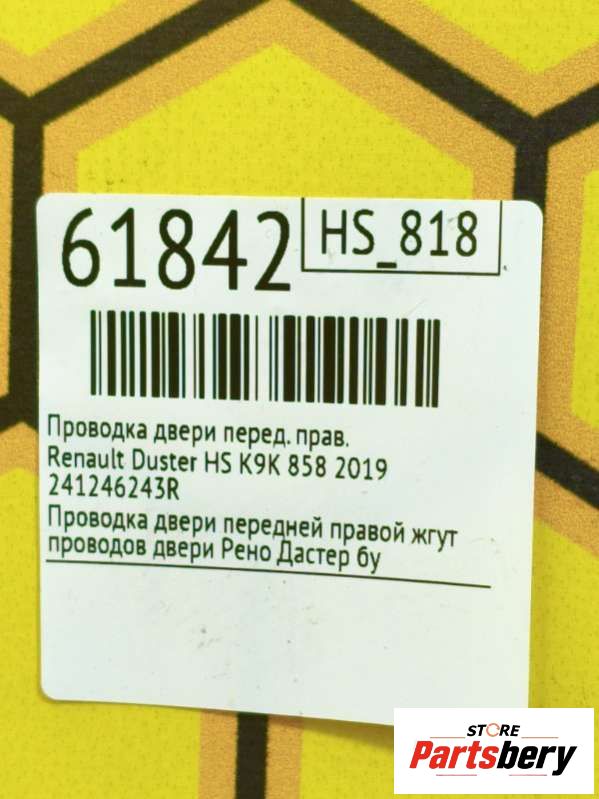 61842
HS_818
Проводка двери перед. прав.
Renault Duster HS K9K 858 2019
241246243R
Проводка двери передней правой жгут
проводов двери Рено Дастер бу
STORE
Partsbery